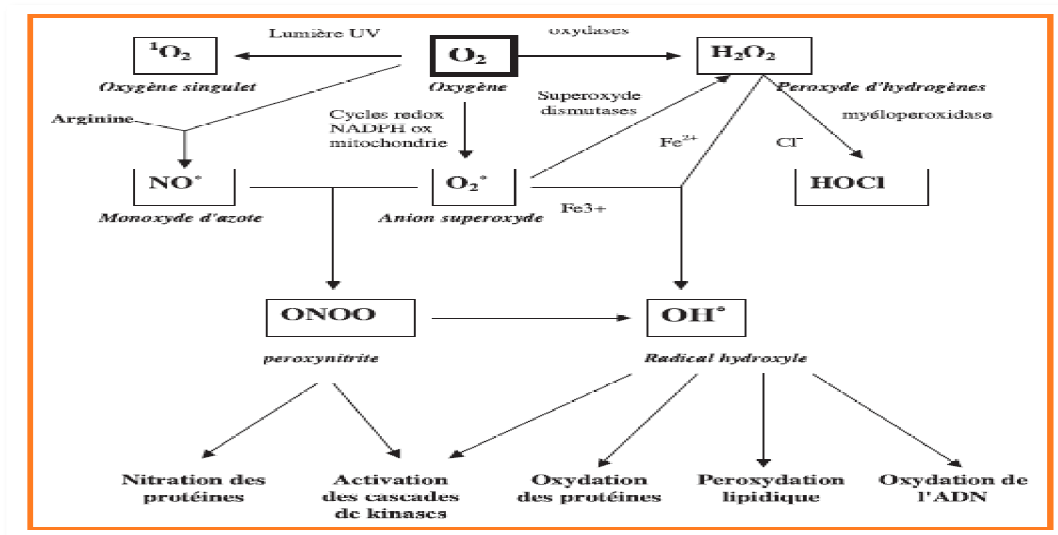 Lumière UV
oxydases
¹O₂
O₂
H₂O₂
Oxygène singulet
Oxygène
Peroxyde d'hydrogènes
Arginine
Cycles redox
NADPH ox
mitochondrie
Superoxyde
dismutases
myéloperoxidase
Fe²⁺
Cl⁻
NO°
O₂°
HOCl
Monoxyde d'azote
Anion superoxyde
Fe3+
ONOO
OH°
peroxynitrite
Radical hydroxyle
Nitration des
protéines
Activation
des cascades
de kinases
Oxydation
des protéines
Peroxydation
lipidique
Oxydation de
l'ADN